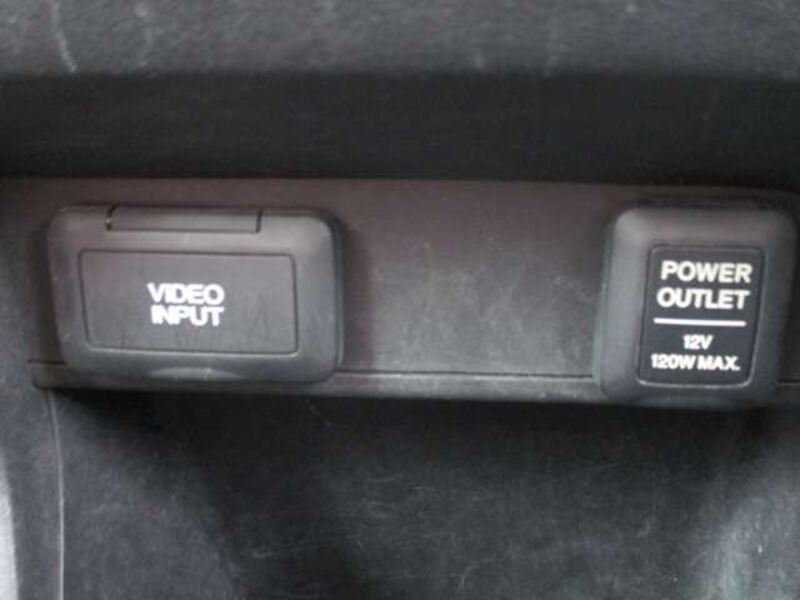 VIDEO
INPUT
POWER
OUTLET
12V
120W MAX.